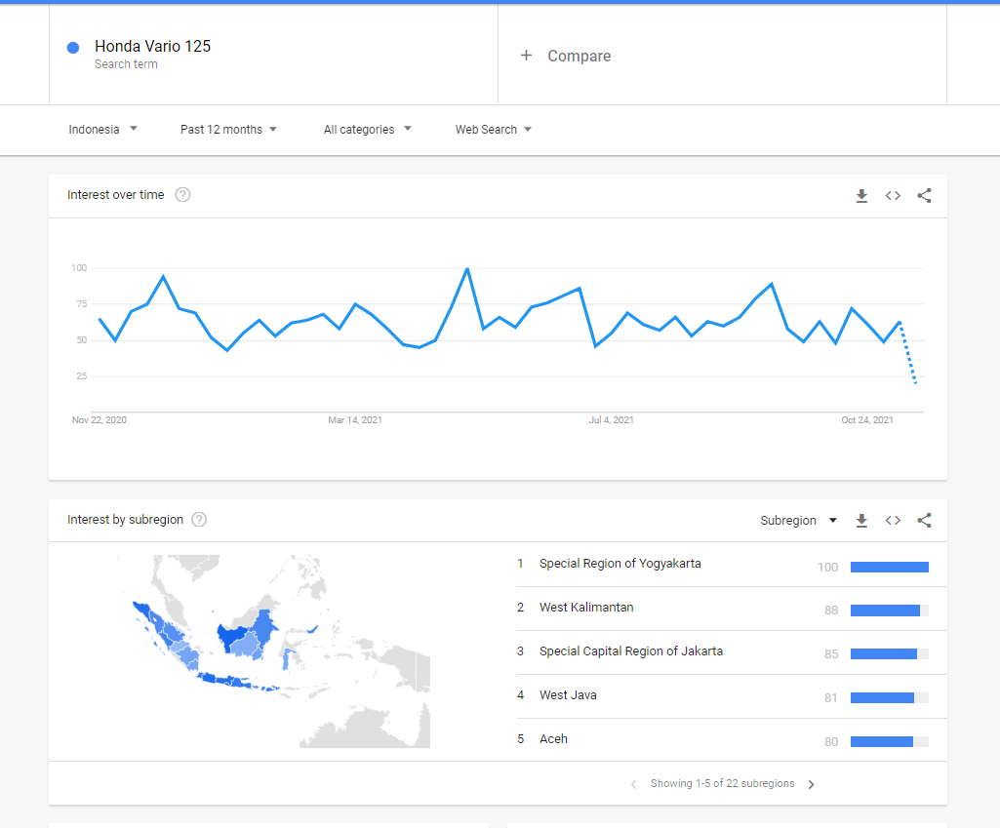 Honda Vario 125
Search term
+ Compare
Indonesia
Past 12 months
All categories
Web Search
Interest over time ?
100
75
50
25
Nov 22, 2020
Mar 14, 2021
Jul 4, 2021
Oct 24, 2021
Interest by subregion ?
Subregion
1 Special Region of Yogyakarta 100
2 West Kalimantan 88
3 Special Capital Region of Jakarta 85
4 West Java 81
5 Aceh 80
Showing 1-5 of 22 subregions